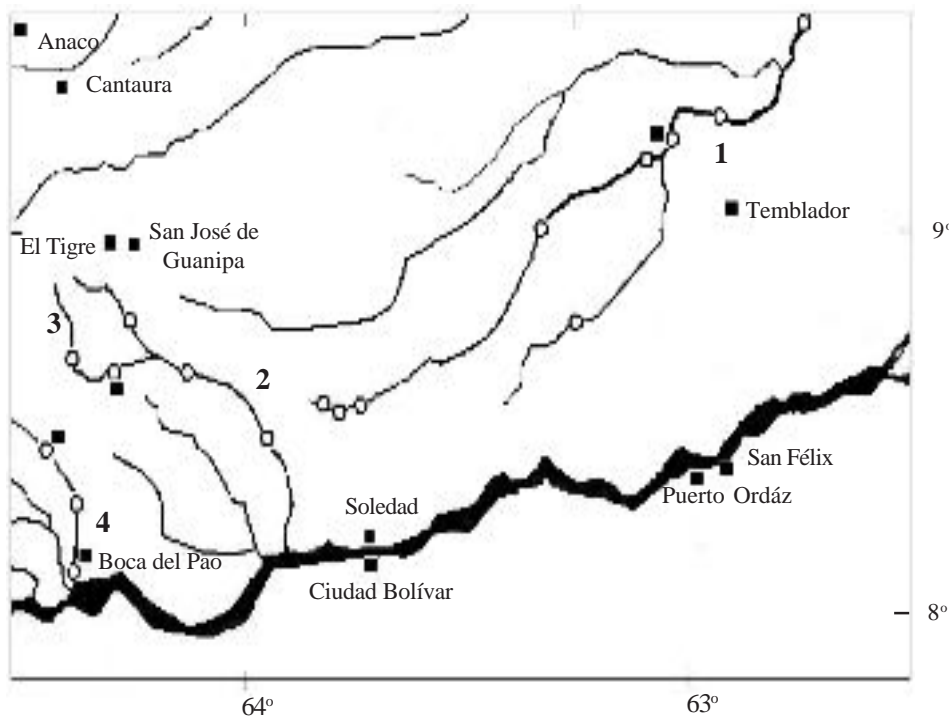 Anaco
Cantaura
1
Temblador
El Tigre
San José de
Guanipa
9º
3
2
San Félix
Puerto Ordáz
Soledad
4
Boca del Pao
Ciudad Bolívar
8º
64º
63º